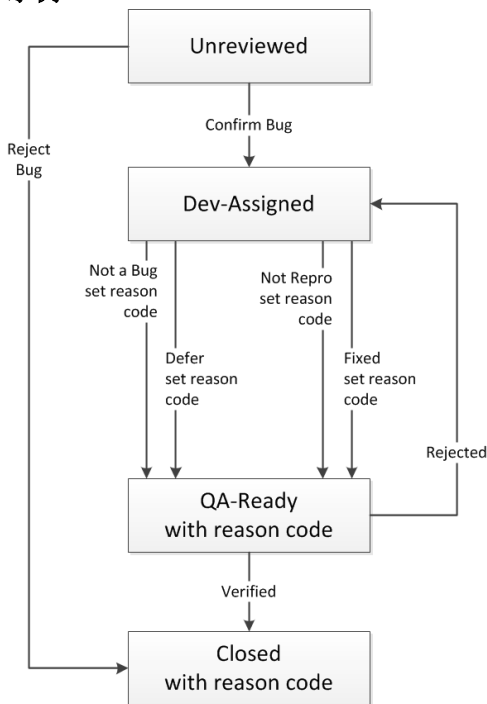 Unreviewed
Confirm Bug
Reject
Bug
Dev-Assigned
Not a Bug
set reason
code
Not Repro
set reason
code
Defer
set reason
code
Fixed
set reason
code
Rejected
QA-Ready
with reason code
Verified
Closed
with reason code